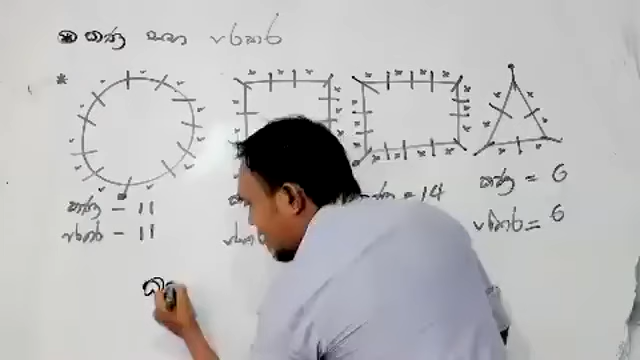 කණු සහ පරතර
කණු - 11
පරතර - 11
= 14
කණු = 6
පරතර = 6